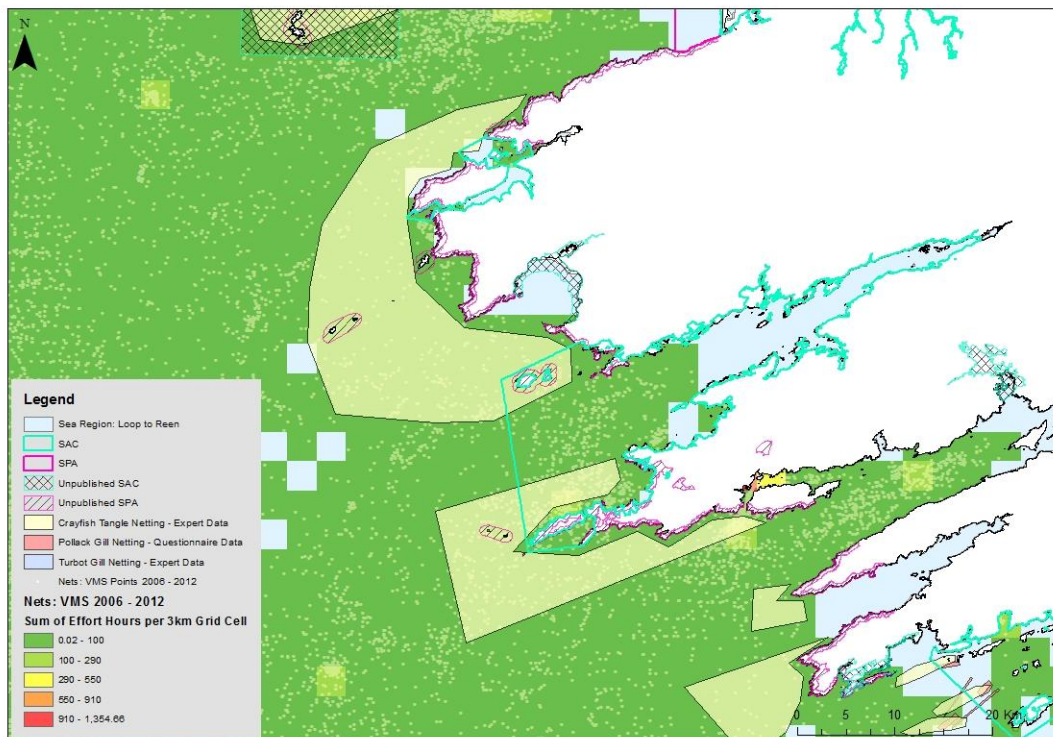 N
Legend
Sea Region: Loop to Reen
SAC
SPA
Unpublished SAC
Unpublished SPA
Crayfish Tangle Netting - Expert Data
Pollack Gill Netting - Questionnaire Data
Turbot Gill Netting - Expert Data
Nets: VMS Points 2006 - 2012
Nets: VMS 2006 - 2012
Sum of Effort Hours per 3km Grid Cell
0.02 - 100
100 - 290
290 - 550
550 - 910
910 - 1,354.66
0 5 10 20 Km